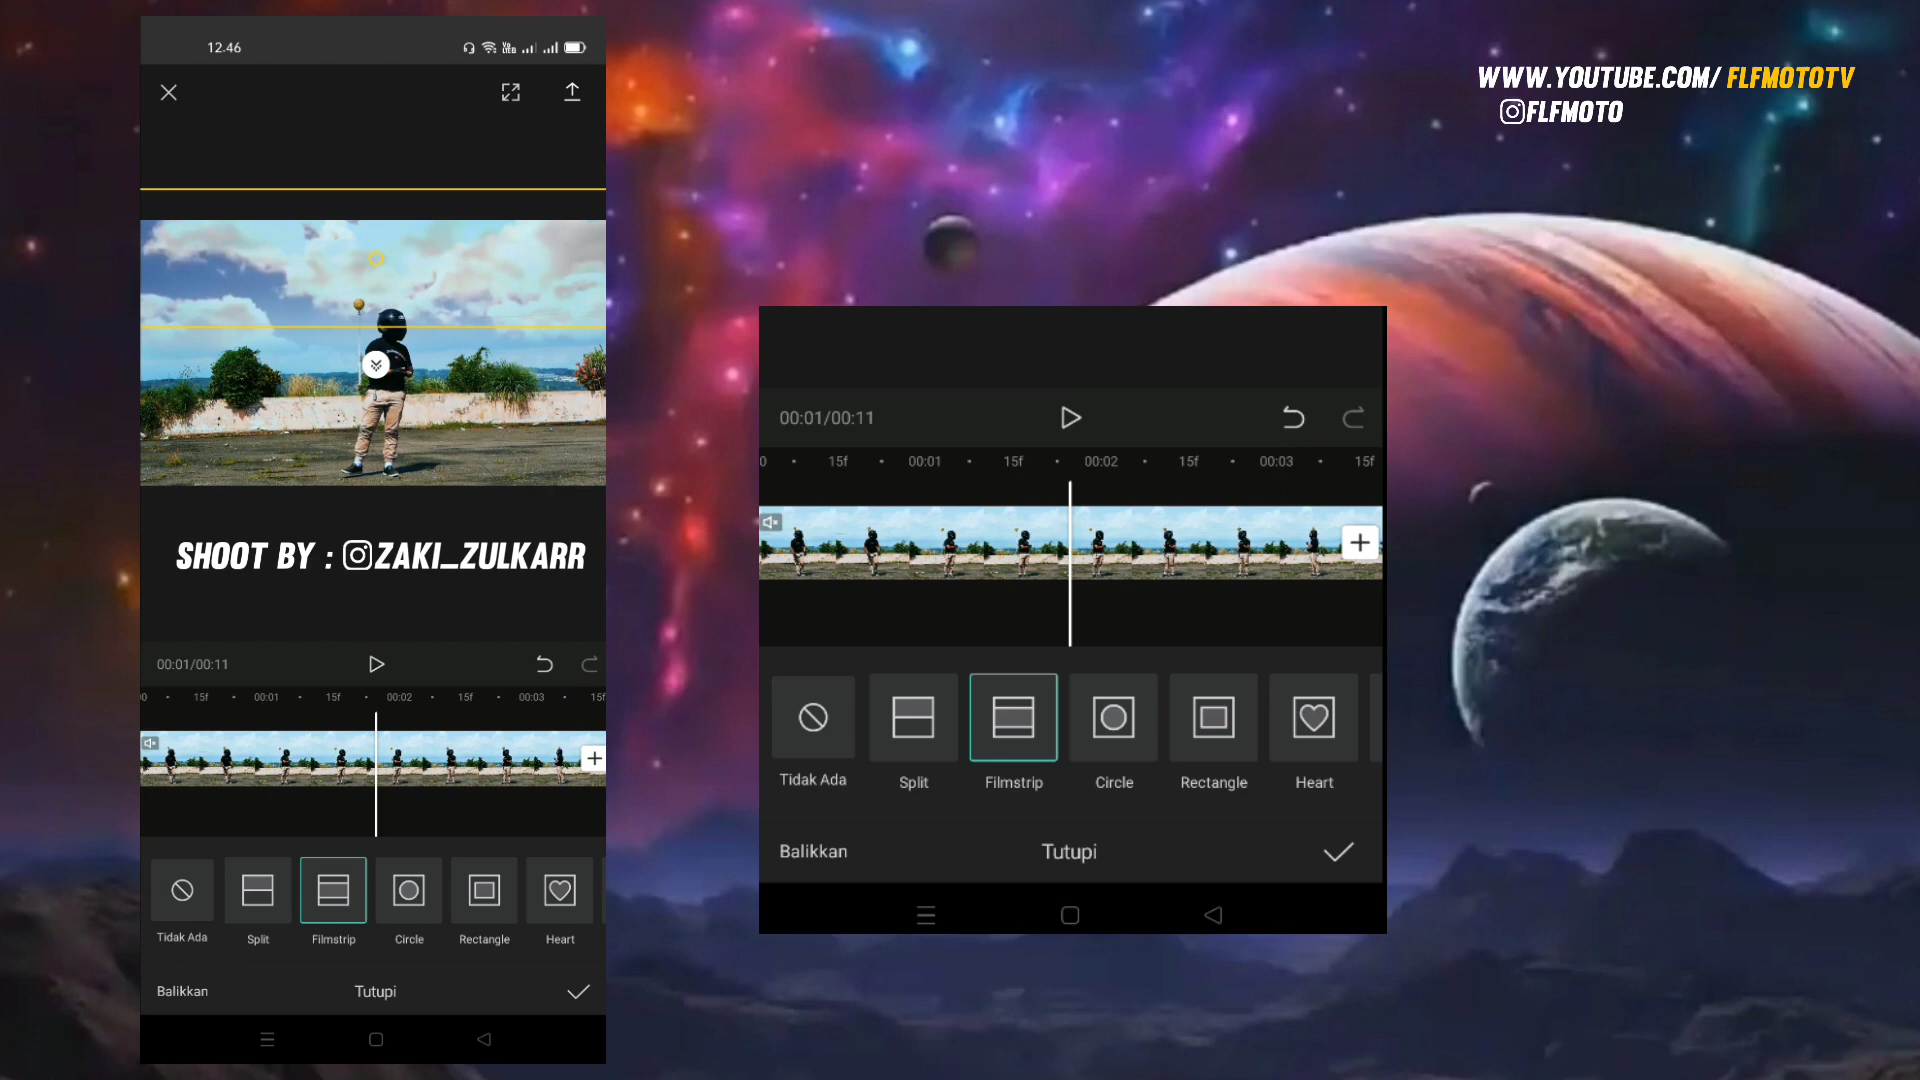 12.46
WWW.YOUTUBE.COM/ FLFMOTOTV
FLFMOTO
SHOOT BY : ZAKI_ZULKARR
00:01/00:11
15f 00:01 15f 00:02 15f 00:03 15f
Tidak Ada Split Filmstrip Circle Rectangle Heart
Balikkan Tutupi
00:01/00:11
0 15f 00:01 15f 00:02 15f 00:03 15f
Tidak Ada Split Filmstrip Circle Rectangle Heart
Balikkan Tutupi